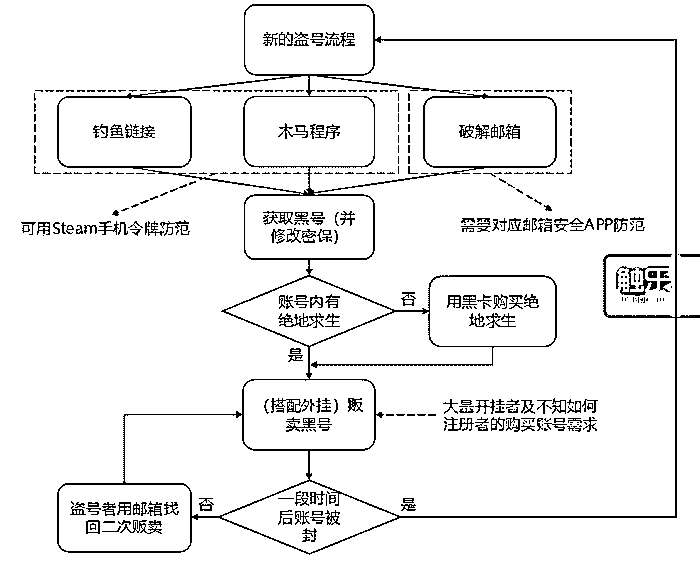 新的盗号流程
钓鱼链接
木马程序
破解邮箱
可用Steam手机令牌防范
需要对应邮箱安全APP防范
获取黑号（并
修改密保）
触乐
账号内有
绝地求生
否
用黑卡购买绝
地求生
是
（搭配外挂）贩
卖黑号
大量开挂者及不知如何
注册者的购买账号需求
盗号者用邮箱找
回二次贩卖
否
一段时间
后账号被
封
是